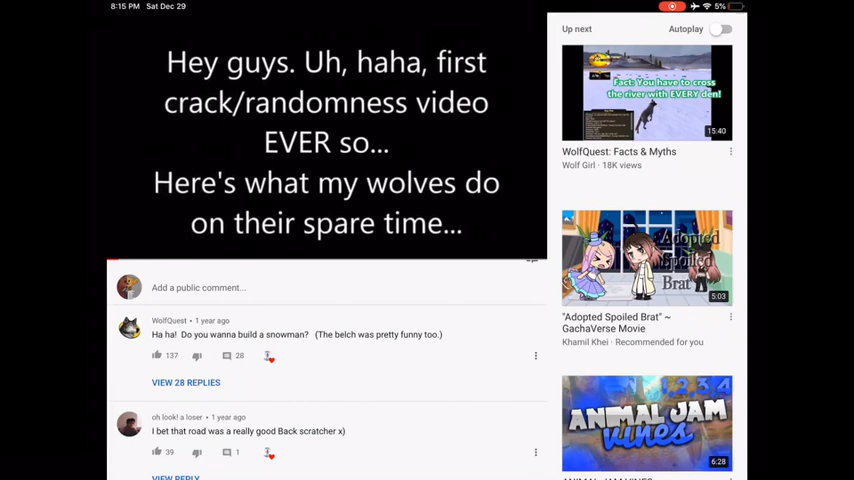 8:15 PM Sat Dec 29
5%
Hey guys. Uh, haha, first
crack/randomness video
EVER so...
Here's what my wolves do
on their spare time...
Add a public comment...
WolfQuest • 1 year ago
Ha ha! Do you wanna build a snowman? (The belch was pretty funny too.)
137 28
VIEW 28 REPLIES
oh look! a loser • 1 year ago
I bet that road was a really good Back scratcher x)
39 1
VIEW REPLY
Up next Autoplay
Fact: You have to cross
the river with EVERY den!
15:40
WolfQuest: Facts & Myths
Wolf Girl • 18K views
Adopted
Spoiled
Brat
5:03
"Adopted Spoiled Brat" ~
GachaVerse Movie
Khamil Khei • Recommended for you
1,2,3,4
ANIMAL JAM
vines
6:28